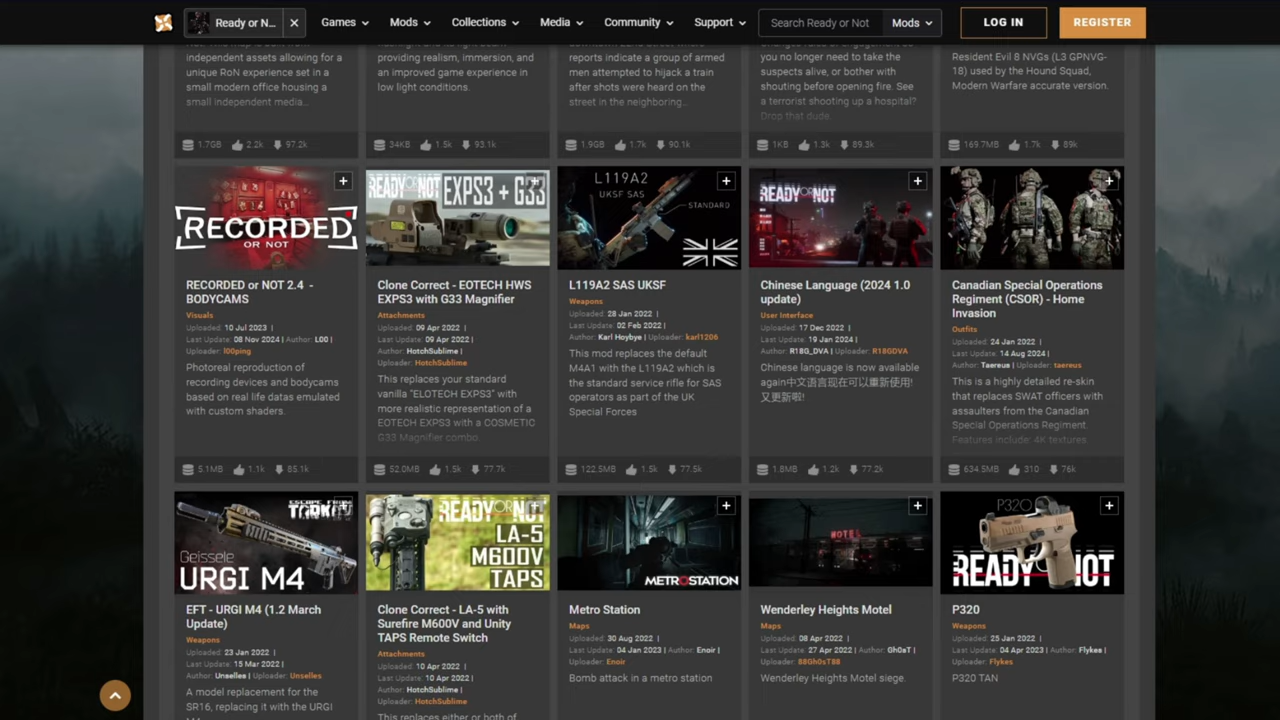 Ready or N...
Games
Mods
Collections
Media
Community
Support
Search Ready or Not
Mods
LOG IN
REGISTER
independent assets allowing for a
unique RoN experience set in a
small modern office housing a
small independent media...
1.7GB 2.2k 97.2k
providing realism, immersion, and
an improved game experience in
low light conditions.
34KB 1.5k 93.1k
reports indicate a group of armed
men attempted to hijack a train
after shots were heard on the
street in the neighboring...
1.9GB 1.7k 90.1k
you no longer need to take the
suspects alive, or bother with
shouting before opening fire. See
a terrorist shooting up a hospital?
Drop that dude.
1KB 1.3k 89.3k
Resident Evil 8 NVGs (L3 GPNVG-
18) used by the Hound Squad,
Modern Warfare accurate version.
169.7MB 1.7k 89k
RECORDED
OR NOT
RECORDED or NOT 2.4 -
BODYCAMS
Visuals
Uploaded: 10 Jul 2023 |
Last Update: 08 Nov 2024 | Author: L00 |
Uploader: l00ping
Photoreal reproduction of
recording devices and bodycams
based on real life datas emulated
with custom shaders.
5.1MB 1.1k 85.1k
READY OR NOT
EXPS3 + G33
Clone Correct - EOTECH HWS
EXPS3 with G33 Magnifier
Attachments
Uploaded: 09 Apr 2022 |
Last Update: 09 Apr 2022 |
Author: HotchSublime |
Uploader: HotchSublime
This replaces your standard
vanilla "ELOTECH EXPS3" with
more realistic representation of a
EOTECH EXPS3 with a COSMETIC
G33 Magnifier combo.
52.0MB 1.5k 77.7k
L119A2
UKSF SAS
STANDARD
L119A2 SAS UKSF
Weapons
Uploaded: 28 Jan 2022 |
Last Update: 02 Feb 2022 |
Author: Karl Hoybye | Uploader: karl1206
This mod replaces the default
M4A1 with the L119A2 which is
the standard service rifle for SAS
operators as part of the UK
Special Forces
122.5MB 1.5k 77.5k
READY OR NOT
Chinese Language (2024 1.0
update)
User Interface
Uploaded: 17 Dec 2022 |
Last Update: 19 Jan 2024 |
Author: R18G_DVA | Uploader: R18GDVA
Chinese language is now available
again中文语言现在可以重新使用!
又更新啦!
1.8MB 1.2k 77.2k
Canadian Special Operations
Regiment (CSOR) - Home
Invasion
Outfits
Uploaded: 24 Jan 2022 |
Last Update: 14 Aug 2024 |
Author: Taereus | Uploader: taereus
This is a highly detailed re-skin
that replaces SWAT officers with
assaulters from the Canadian
Special Operations Regiment.
Features include: 4K textures.
634.5MB 310 76k
ESCAPE FROM
TARKOV
Geissele
URGI M4
EFT - URGI M4 (1.2 March
Update)
Weapons
Uploaded: 23 Jan 2022 |
Last Update: 15 Mar 2022 |
Author: Unselles | Uploader: Unselles
A model replacement for the
SR16, replacing it with the URGI
READY OR NOT
LA-5
M600V
TAPS
Clone Correct - LA-5 with
Surefire M600V and Unity
TAPS Remote Switch
Attachments
Uploaded: 10 Apr 2022 |
Last Update: 10 Apr 2022 |
Author: HotchSublime |
Uploader: HotchSublime
This replaces either or both of
METROSTATION
Metro Station
Maps
Uploaded: 30 Aug 2022 |
Last Update: 04 Jan 2023 | Author: Enoir |
Uploader: Enoir
Bomb attack in a metro station
MOTEL
Wenderley Heights Motel
Maps
Uploaded: 08 Apr 2022 |
Last Update: 27 Apr 2022 | Author: Gh0sT |
Uploader: 88Gh0sT88
Wenderley Heights Motel siege.
P320
READY OR NOT
P320
Weapons
Uploaded: 25 Jan 2022 |
Last Update: 04 Apr 2023 | Author: Flykes |
Uploader: Flykes
P320 TAN